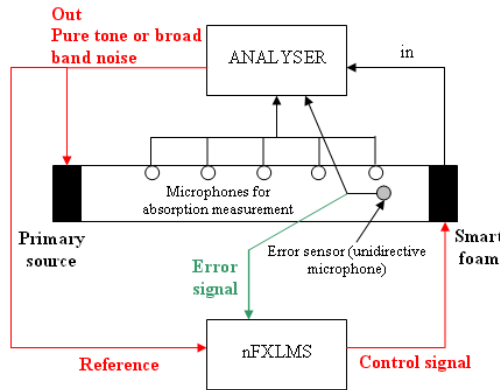 Out
Pure tone or broad
band noise
ANALYSER
in
Microphones for
absorption measurement
Primary
source
Error sensor (unidirective
microphone)
Smart
foam
Error
signal
nFXLMS
Reference
Control signal